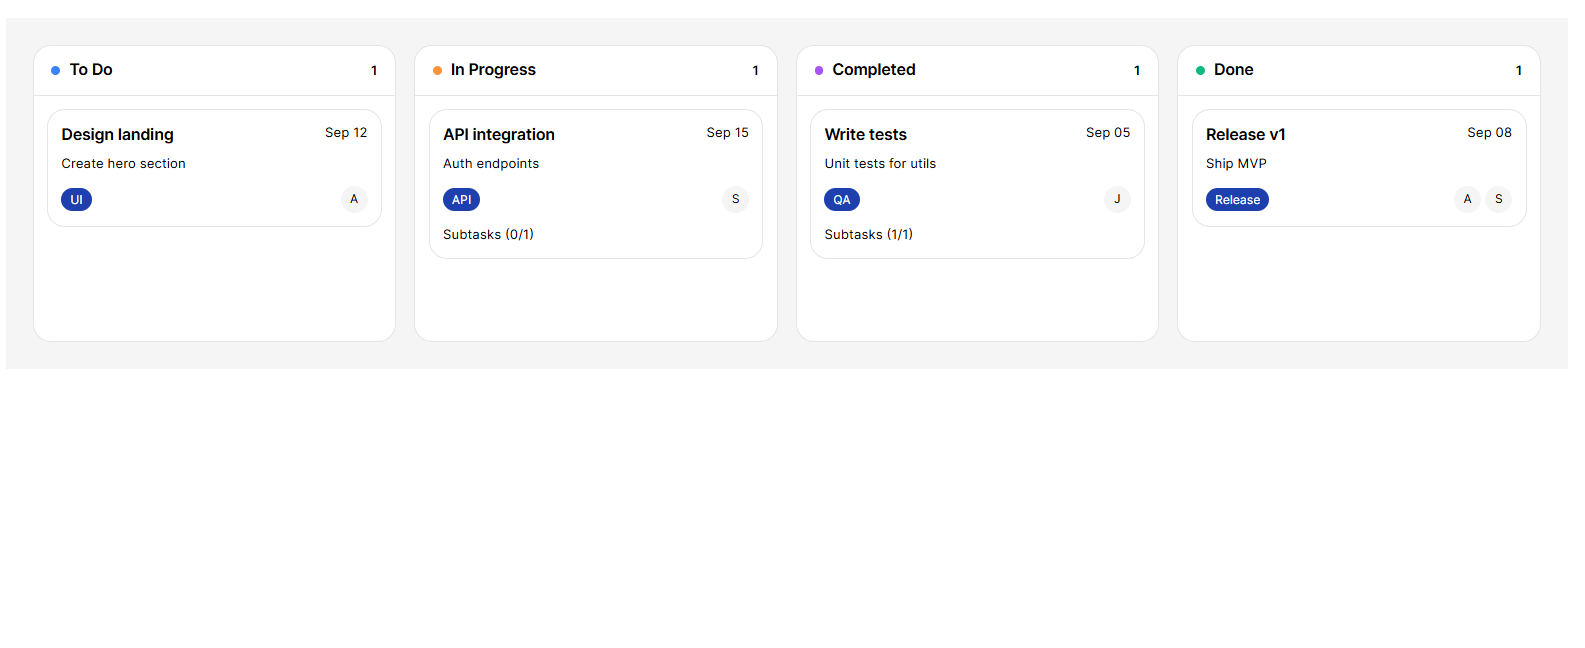 To Do 1
Design landing Sep 12
Create hero section
UI A
In Progress 1
API integration Sep 15
Auth endpoints
API S
Subtasks (0/1)
Completed 1
Write tests Sep 05
Unit tests for utils
QA J
Subtasks (1/1)
Done 1
Release v1 Sep 08
Ship MVP
Release A S